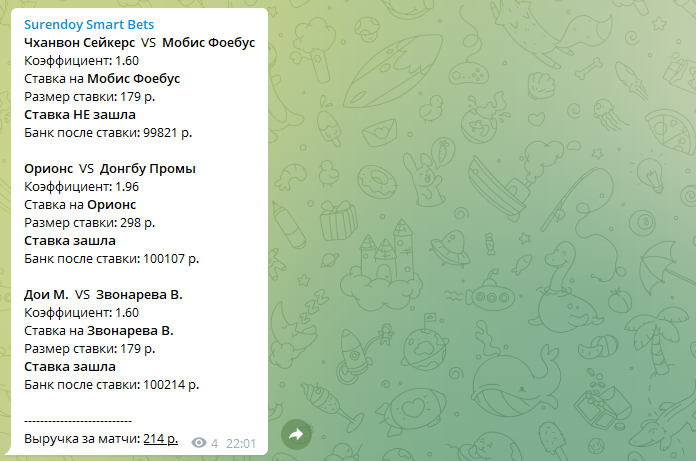 Surendoy Smart Bets
Чханвон Сейкерс VS Мобис Фоебус
Коэффициент: 1.60
Ставка на Мобис Фоебус
Размер ставки: 179 р.
Ставка НЕ зашла
Банк после ставки: 99821 р.
Орионс VS Донгбу Промы
Коэффициент: 1.96
Ставка на Орионс
Размер ставки: 298 р.
Ставка зашла
Банк после ставки: 100107 р.
Дои М. VS Звонарева В.
Коэффициент: 1.60
Ставка на Звонарева В.
Размер ставки: 179 р.
Ставка зашла
Банк после ставки: 100214 р.
---------------------------
Выручка за матчи: 214 р. 4 22:01